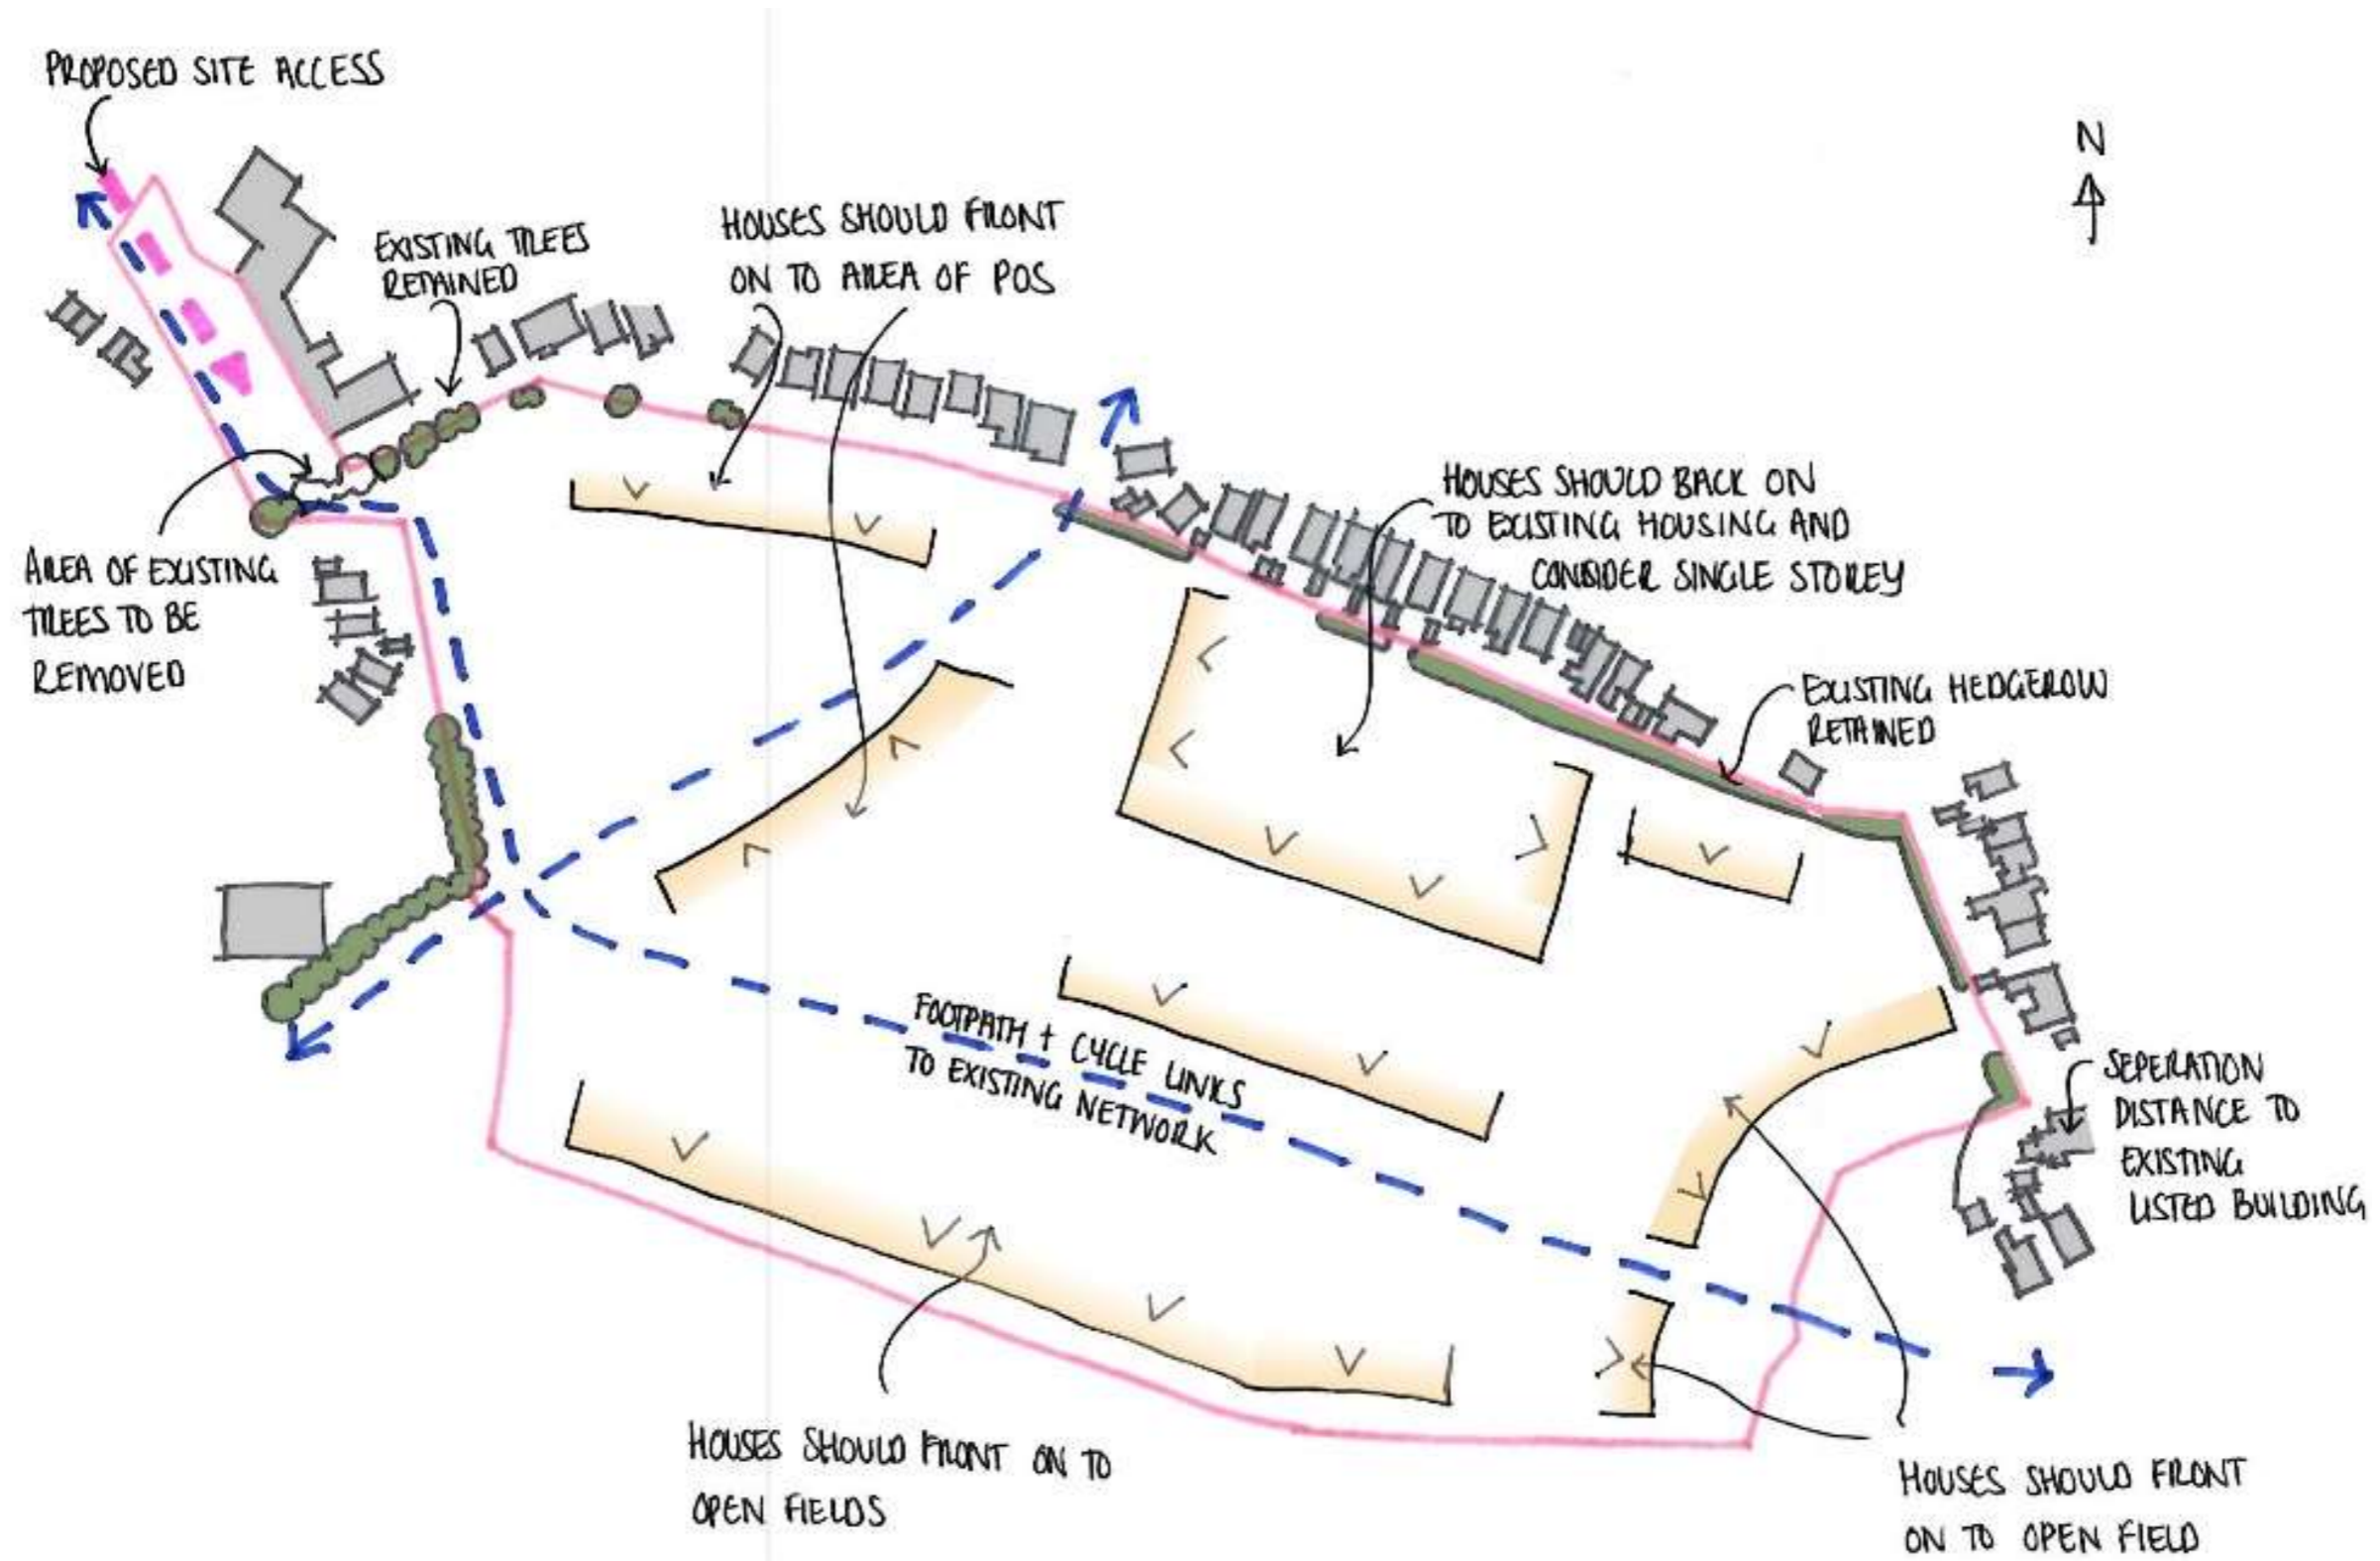 PROPOSED SITE ACCESS
N
EXISTING TREES
RETAINED
HOUSES SHOULD FRONT
ON TO AREA OF POS
HOUSES SHOULD BACK ON
TO EXISTING HOUSING AND
CONSIDER SINGLE STOREY
AREA OF EXISTING
TREES TO BE
REMOVED
EXISTING HEDGEROW
RETAINED
FOOTPATH + CYCLE LINKS
TO EXISTING NETWORK
SEPERATION
DISTANCE TO
EXISTING
LISTED BUILDING
HOUSES SHOULD FRONT ON TO
OPEN FIELDS
HOUSES SHOULD FRONT
ON TO OPEN FIELD